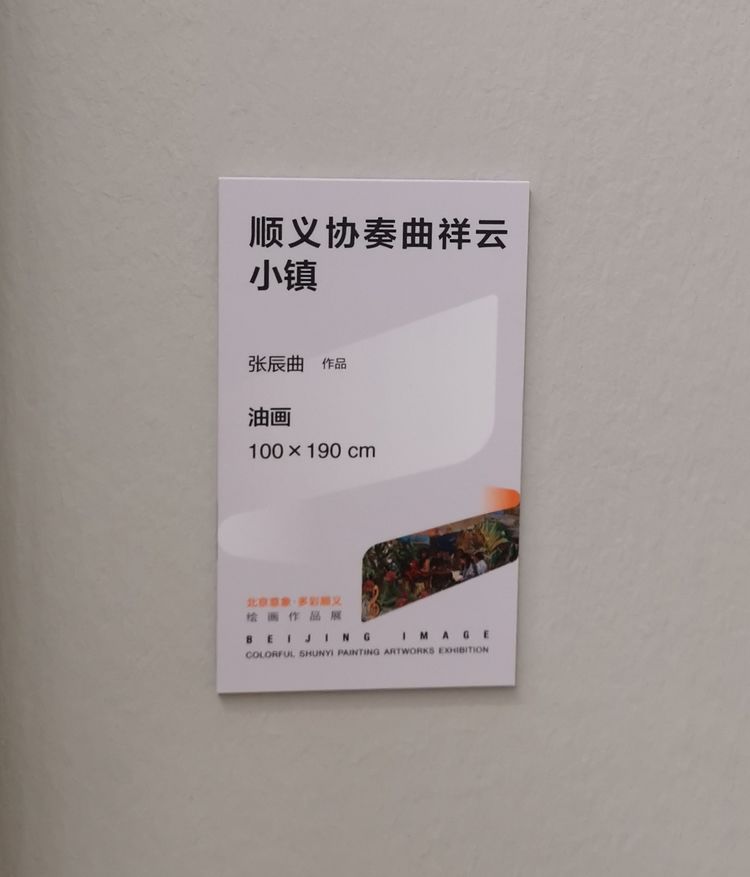 顺义协奏曲祥云
小镇
张辰曲 作品
油画
100×190 cm
北京意象·多彩顺义
绘画作品展
BEIJING IMAGE
COLORFUL SHUNYI PAINTING ARTWORKS EXHIBITION